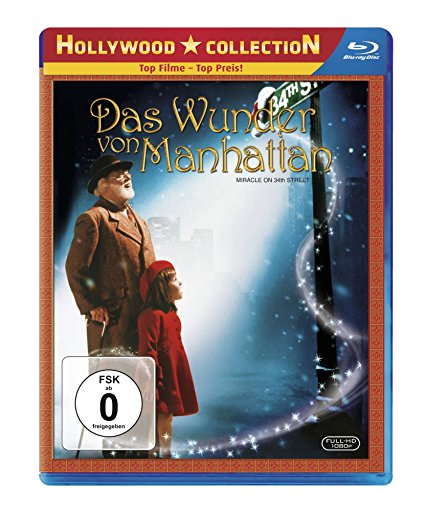 HOLLYWOOD ★ COLLECTION
Blu-ray Disc
Top Filme – Top Preis!
34TH ST
Das Wunder
von Manhattan
MIRACLE ON 34th STREET
FSK
ab
0
freigegeben
FULL-HD
1080p